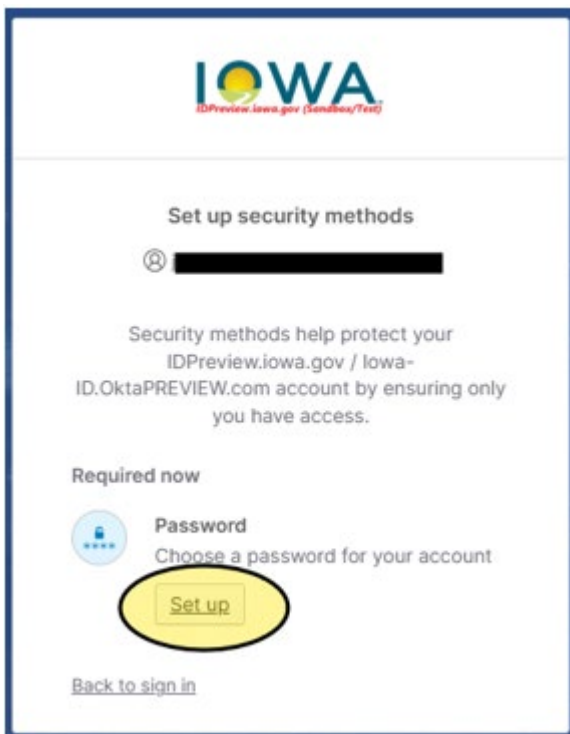 IOWA
IDPreview.iowa.gov (Sandbox/Test)
Set up security methods
Security methods help protect your
IDPreview.iowa.gov / Iowa-
ID.OktaPREVIEW.com account by ensuring only
you have access.
Required now
Password
Choose a password for your account
Set up
Back to sign in